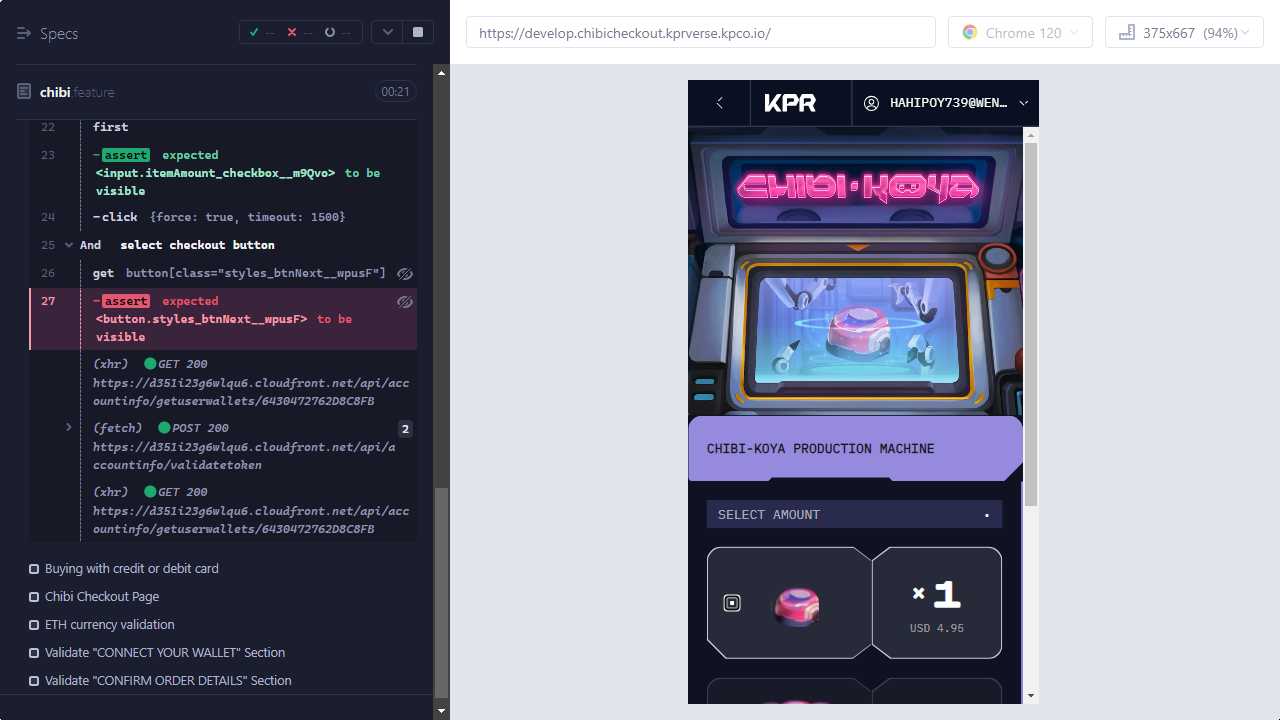 Specs
-- -- --
https://develop.chibicheckout.kprverse.kpco.io/
Chrome 120
375x667 (94%)
chibi.feature
00:21
22 first
23 -assert expected
<input.itemAmount_checkbox__m9Qvo> to be
visible
24 -click {force: true, timeout: 1500}
25 And select checkout button
26 get button[class="styles_btnNext__wpusF"]
27 -assert expected
<button.styles_btnNext__wpusF> to be
visible
(xhr) GET 200
https://d351i23g6wlqu6.cloudfront.net/api/acc
ountinfo/getuserwallets/6430472762D8C8FB
(fetch) POST 200 2
https://d351i23g6wlqu6.cloudfront.net/api/a
ccountinfo/validatetoken
(xhr) GET 200
https://d351i23g6wlqu6.cloudfront.net/api/acc
ountinfo/getuserwallets/6430472762D8C8FB
Buying with credit or debit card
Chibi Checkout Page
ETH currency validation
Validate "CONNECT YOUR WALLET" Section
Validate "CONFIRM ORDER DETAILS" Section
KPR
HAHIPOY739@WEN...
CHIBI·KOYA
CHIBI-KOYA PRODUCTION MACHINE
SELECT AMOUNT
×1
USD 4.95